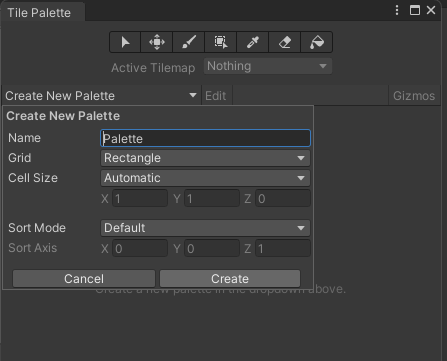 Tile Palette
Active Tilemap Nothing
Create New Palette Edit Gizmos
Create New Palette
Name Palette
Grid Rectangle
Cell Size Automatic
X 1 Y 1 Z 0
Sort Mode Default
Sort Axis X 0 Y 0 Z 1
Cancel Create
Create a new palette in the dropdown above.